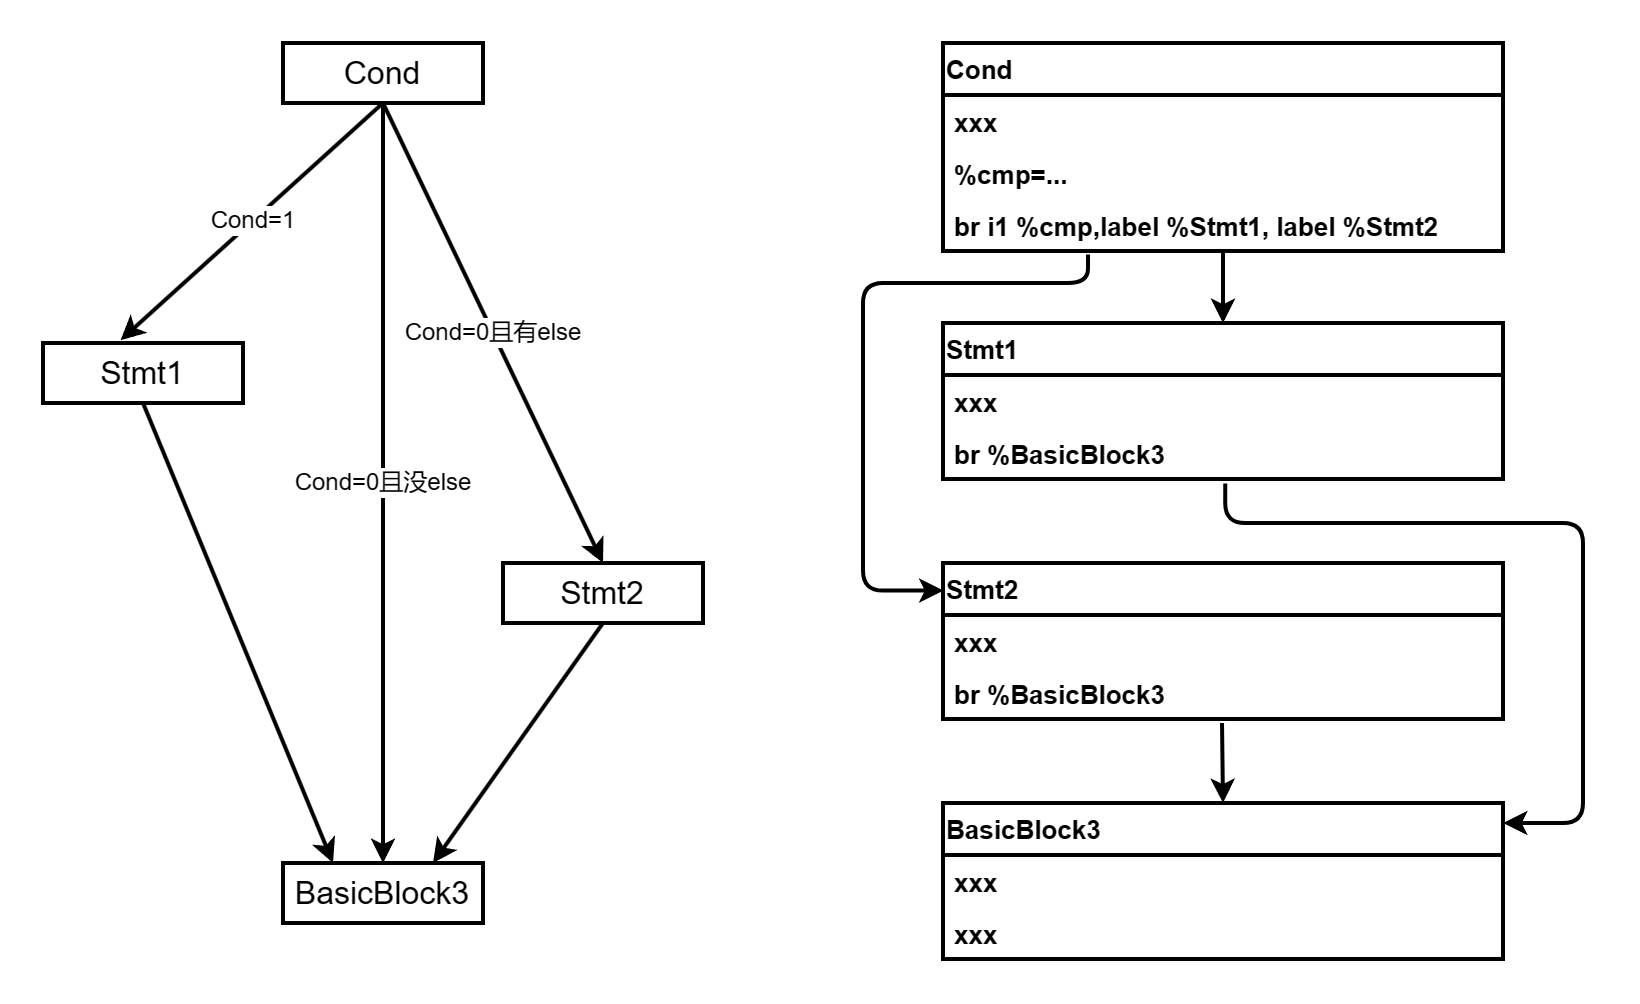 Cond
Cond=1
Cond=0且有else
Stmt1
Cond=0且没else
Stmt2
BasicBlock3
Cond
xxx
%cmp=...
br i1 %cmp,label %Stmt1, label %Stmt2
Stmt1
xxx
br %BasicBlock3
Stmt2
xxx
br %BasicBlock3
BasicBlock3
xxx
xxx